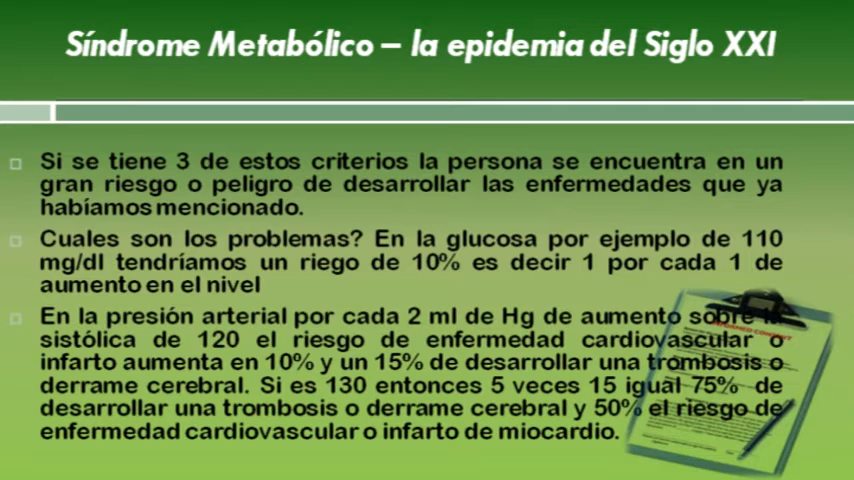 Síndrome Metabólico – la epidemia del Siglo XXI
Si se tiene 3 de estos criterios la persona se encuentra en un
gran riesgo o peligro de desarrollar las enfermedades que ya
habíamos mencionado.
Cuales son los problemas? En la glucosa por ejemplo de 110
mg/dl tendríamos un riego de 10% es decir 1 por cada 1 de
aumento en el nivel
En la presión arterial por cada 2 ml de Hg de aumento sobre la
sistólica de 120 el riesgo de enfermedad cardiovascular o
infarto aumenta en 10% y un 15% de desarrollar una trombosis o
derrame cerebral. Si es 130 entonces 5 veces 15 igual 75% de
desarrollar una trombosis o derrame cerebral y 50% el riesgo de
enfermedad cardiovascular o infarto de miocardio.